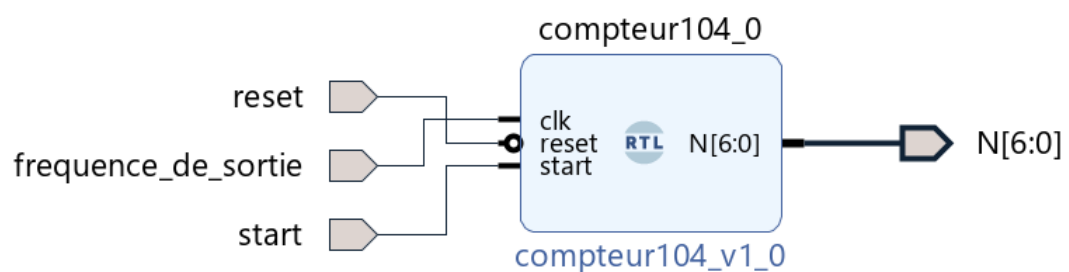 compteur104_0
reset
frequence_de_sortie
start
clk
reset
start
RTL
N[6:0]
N[6:0]
compteur104_v1_0